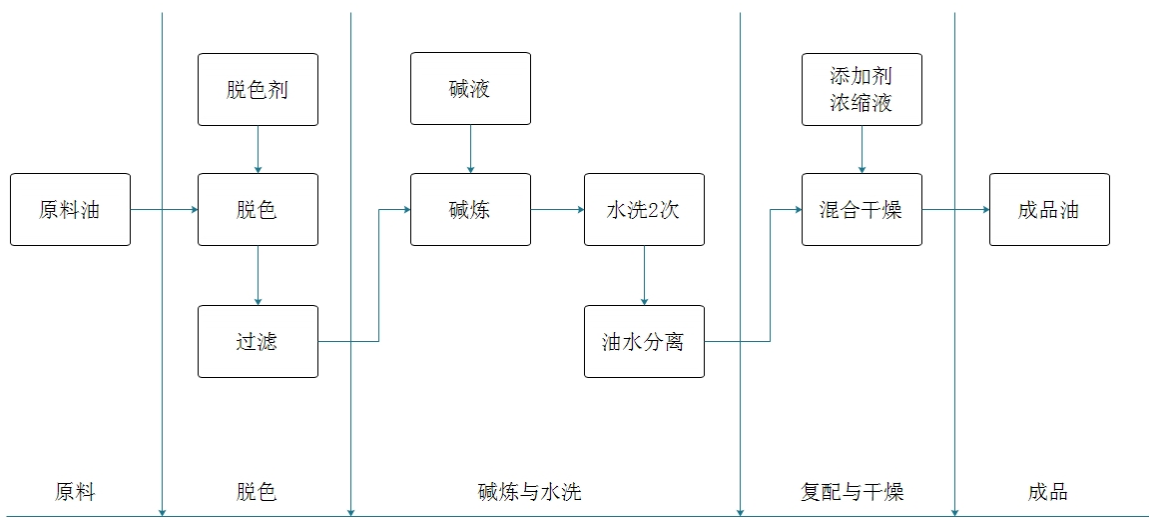 脱色剂
碱液
添加剂
浓缩液
原料油
脱色
碱炼
水洗2次
混合干燥
成品油
过滤
油水分离
原料
脱色
碱炼与水洗
复配与干燥
成品